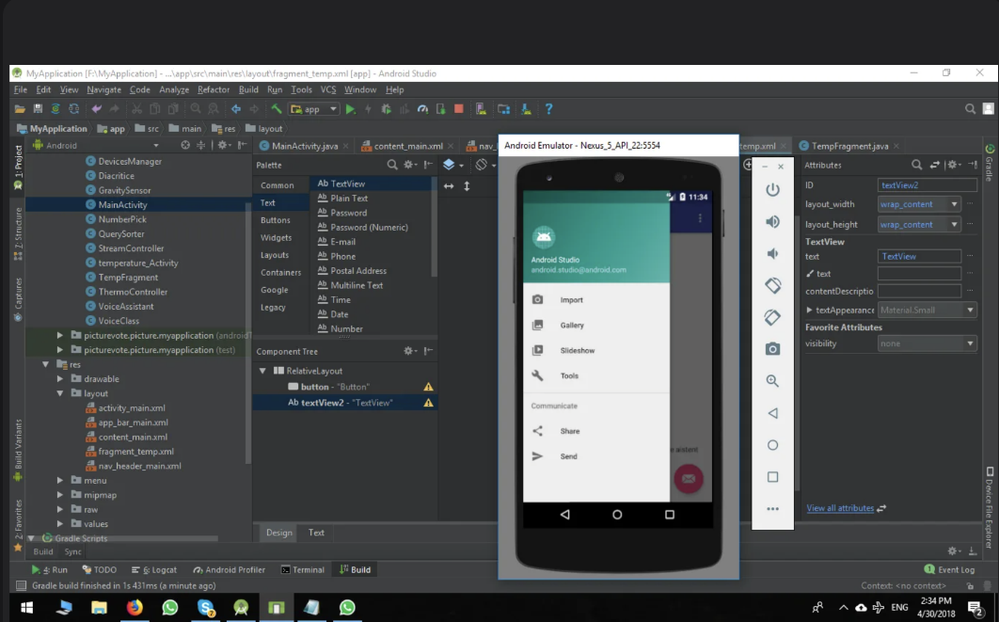 MyApplication [F:\MyApplication] - ...\app\src\main\res\layout\fragment_temp.xml [app] - Android Studio
File Edit View Navigate Code Analyze Refactor Build Run Tools VCS Window Help
app
MyApplication app src main res layout
1: Project
Z: Structure
Captures
Build Variants
2: Favorites
Android
DevicesManager
Diacritice
GravitySensor
MainActivity
NumberPick
QuerySorter
StreamController
temperature_Activity
TempFragment
ThermoController
VoiceAssistant
VoiceClass
picturevote.picture.myapplication (android
picturevote.picture.myapplication (test)
res
drawable
layout
activity_main.xml
app_bar_main.xml
content_main.xml
fragment_temp.xml
nav_header_main.xml
menu
mipmap
raw
values
Gradle Scripts
MainActivity.java content_main.xml nav_ temp.xml TempFragment.java
Palette
Common
Text
Buttons
Widgets
Layouts
Containers
Google
Legacy
Ab TextView
Ab Plain Text
Ab Password
Ab Password (Numeric)
Ab E-mail
Ab Phone
Ab Postal Address
Ab Multiline Text
Ab Time
Ab Date
Ab Number
Component Tree
RelativeLayout
button - "Button"
Ab textView2 - "TextView"
Design Text
Android Emulator - Nexus_5_API_22:5554
11:34
Android Studio
android.studio@android.com
Import
Gallery
Slideshow
Tools
Communicate
Share
Send
Attributes
ID textView2
layout_width wrap_content
layout_height wrap_content
TextView
text TextView
text
contentDescriptio
textAppearance Material.Small
Favorite Attributes
visibility none
View all attributes
Gradle
Device File Explorer
Build Sync
4: Run TODO 6: Logcat Android Profiler Terminal Build Event Log
Gradle build finished in 1s 431ms (a minute ago) Context: <no context>
ENG
2:34 PM
4/30/2018
2